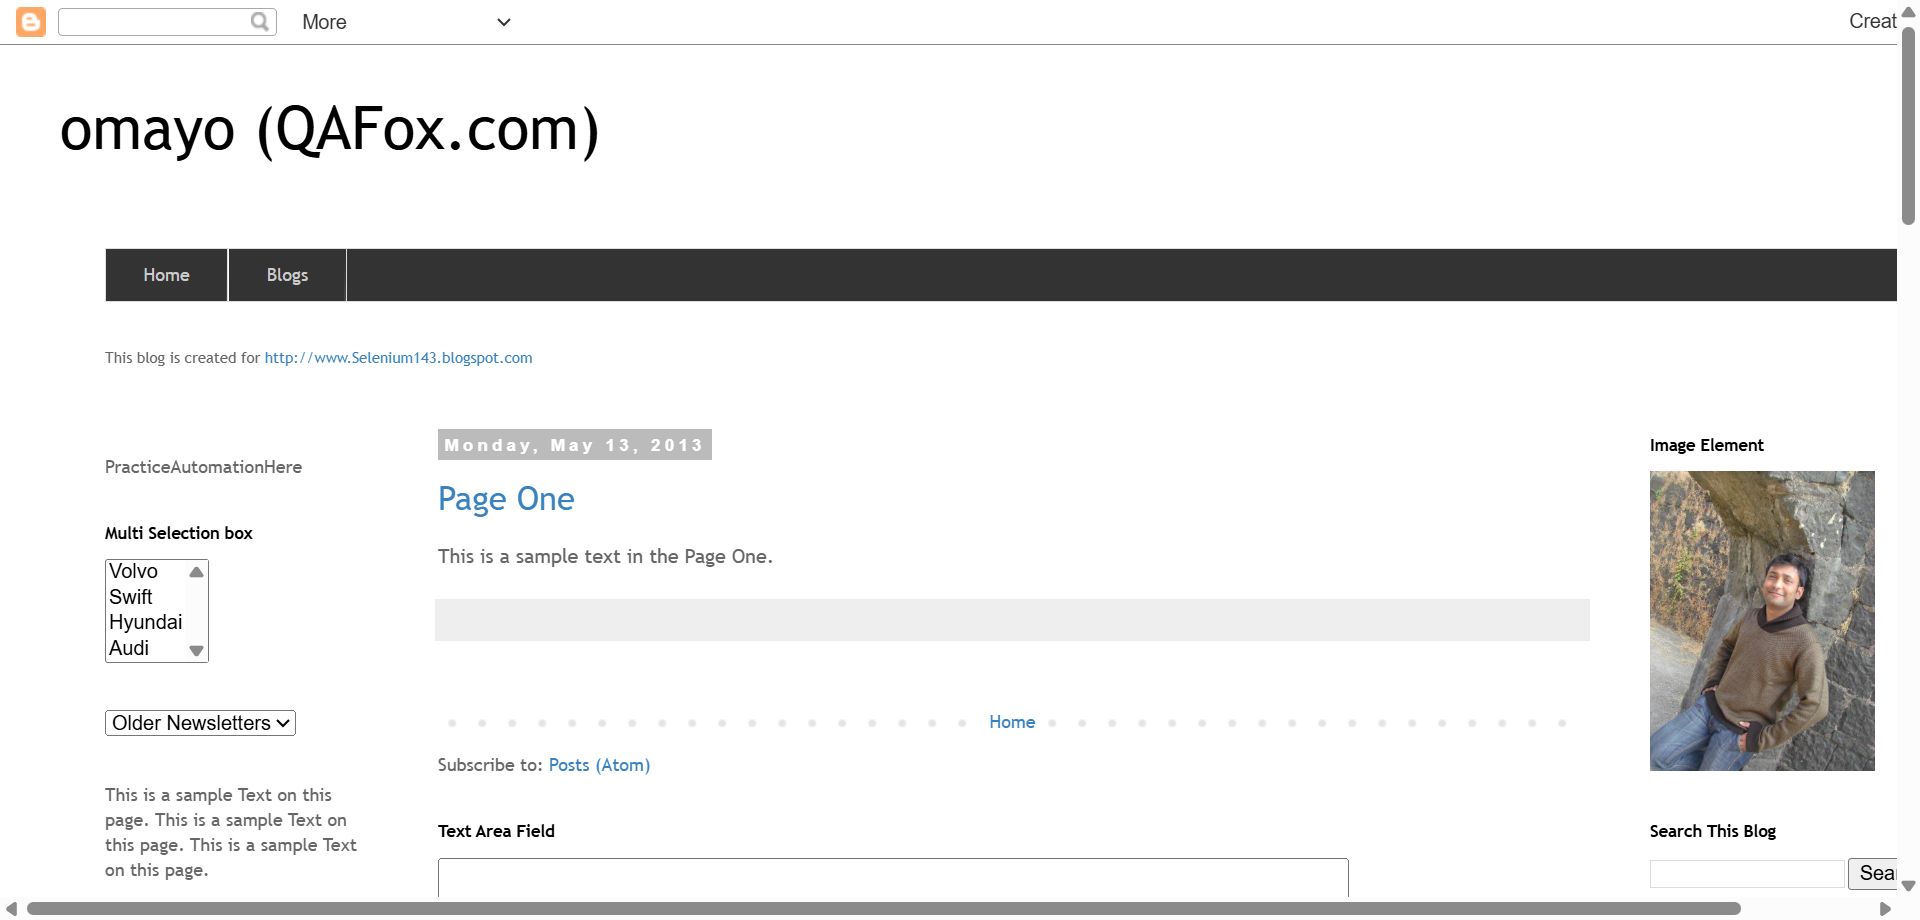 More
Creat
omayo (QAFox.com)
Home
Blogs
This blog is created for http://www.Selenium143.blogspot.com
PracticeAutomationHere
Multi Selection box
Volvo
Swift
Hyundai
Audi
Older Newsletters
This is a sample Text on this
page. This is a sample Text on
this page. This is a sample Text
on this page.
Monday, May 13, 2013
Page One
This is a sample text in the Page One.
Home
Subscribe to: Posts (Atom)
Text Area Field
Image Element
Search This Blog
Sear